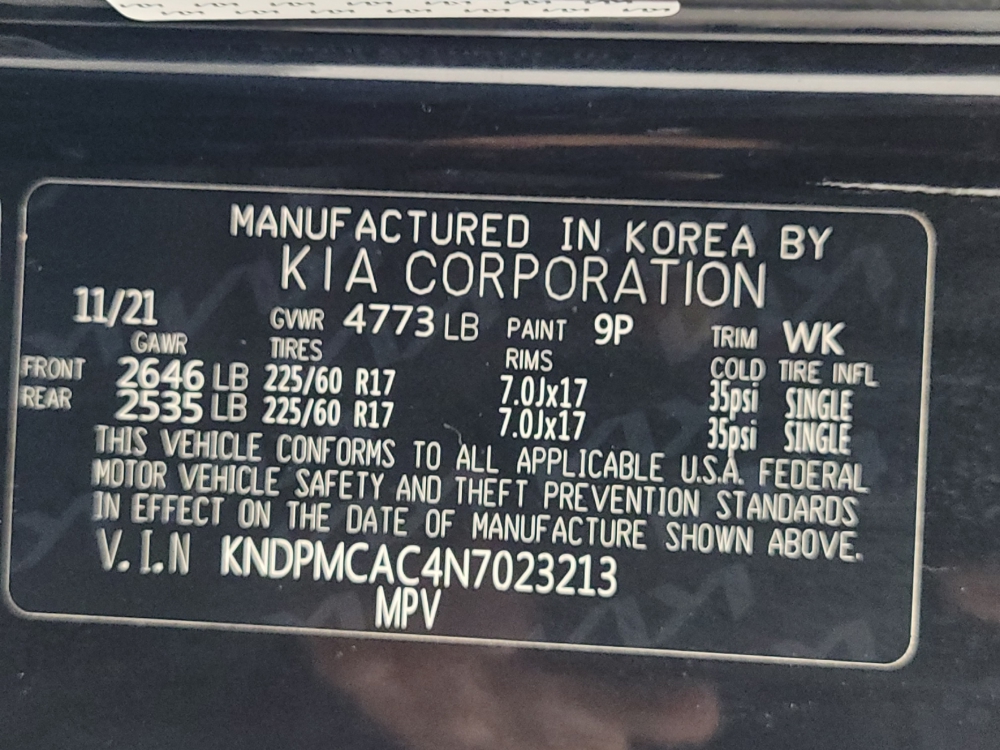 MANUFACTURED IN KOREA BY
KIA CORPORATION
11/21 GVWR 4773 LB PAINT 9P TRIM WK
GAWR TIRES RIMS COLD TIRE INFL
FRONT 2646 LB 225/60 R17 7.0Jx17 35psi SINGLE
REAR 2535 LB 225/60 R17 7.0Jx17 35psi SINGLE
THIS VEHICLE CONFORMS TO ALL APPLICABLE U.S.A. FEDERAL
MOTOR VEHICLE SAFETY AND THEFT PREVENTION STANDARDS
IN EFFECT ON THE DATE OF MANUFACTURE SHOWN ABOVE.
V.I.N KNDPMCAC4N7023213
MPV